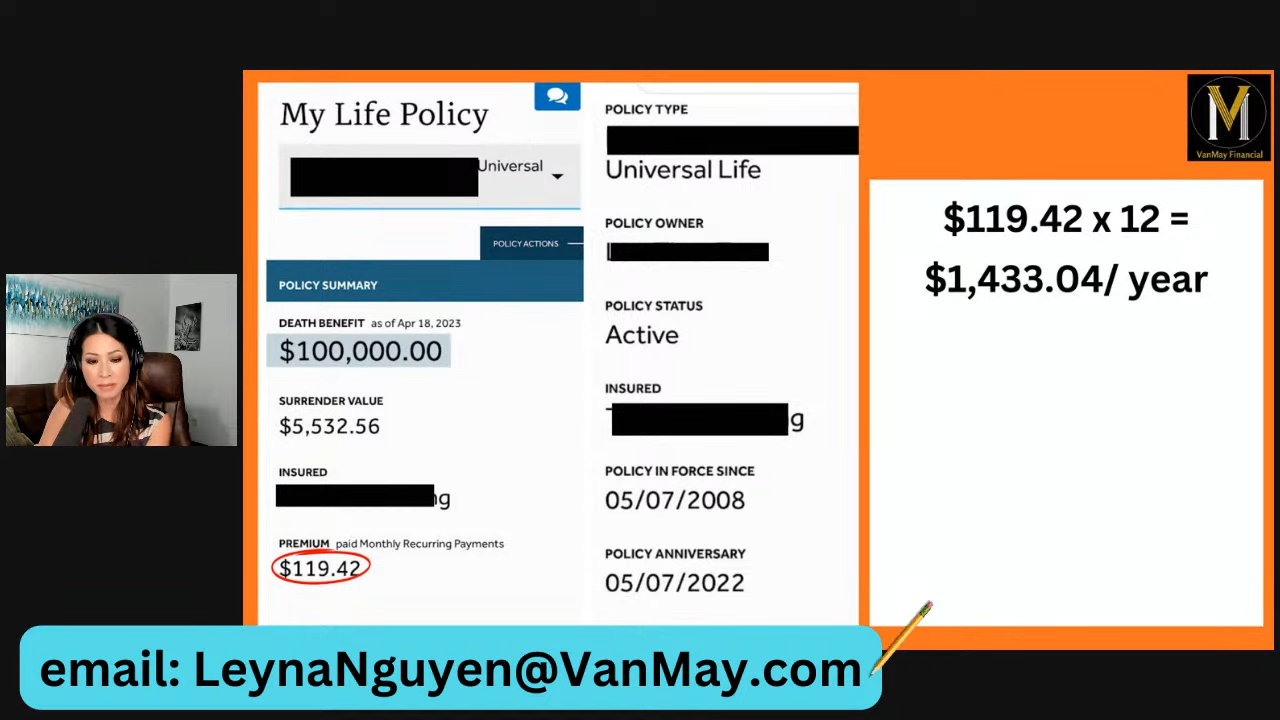 My Life Policy
Universal
POLICY ACTIONS
POLICY SUMMARY
DEATH BENEFIT as of Apr 18, 2023
$100,000.00
SURRENDER VALUE
$5,532.56
INSURED
g
PREMIUM paid Monthly Recurring Payments
$119.42
POLICY TYPE
Universal Life
POLICY OWNER
POLICY STATUS
Active
INSURED
g
POLICY IN FORCE SINCE
05/07/2008
POLICY ANNIVERSARY
05/07/2022
VanMay Financial
$119.42 x 12 =
$1,433.04/ year
email: LeynaNguyen@VanMay.com